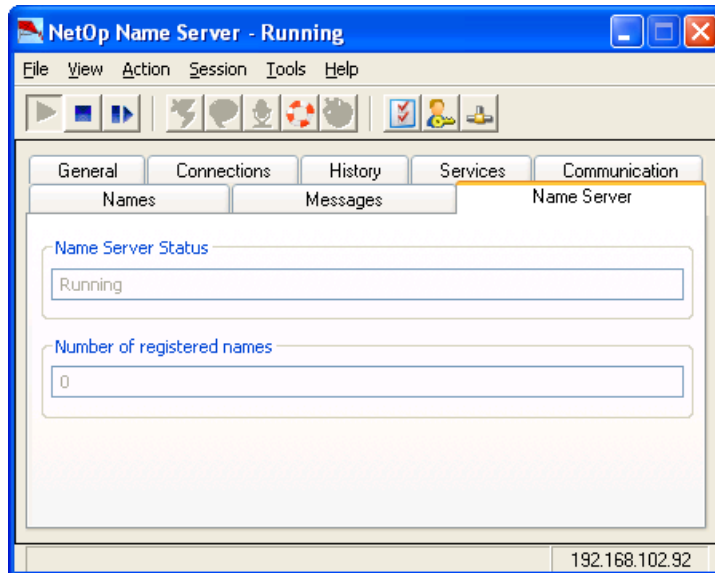 NetOp Name Server - Running
File View Action Session Tools Help
General Connections History Services Communication
Names Messages Name Server
Name Server Status
Running
Number of registered names
0
192.168.102.92